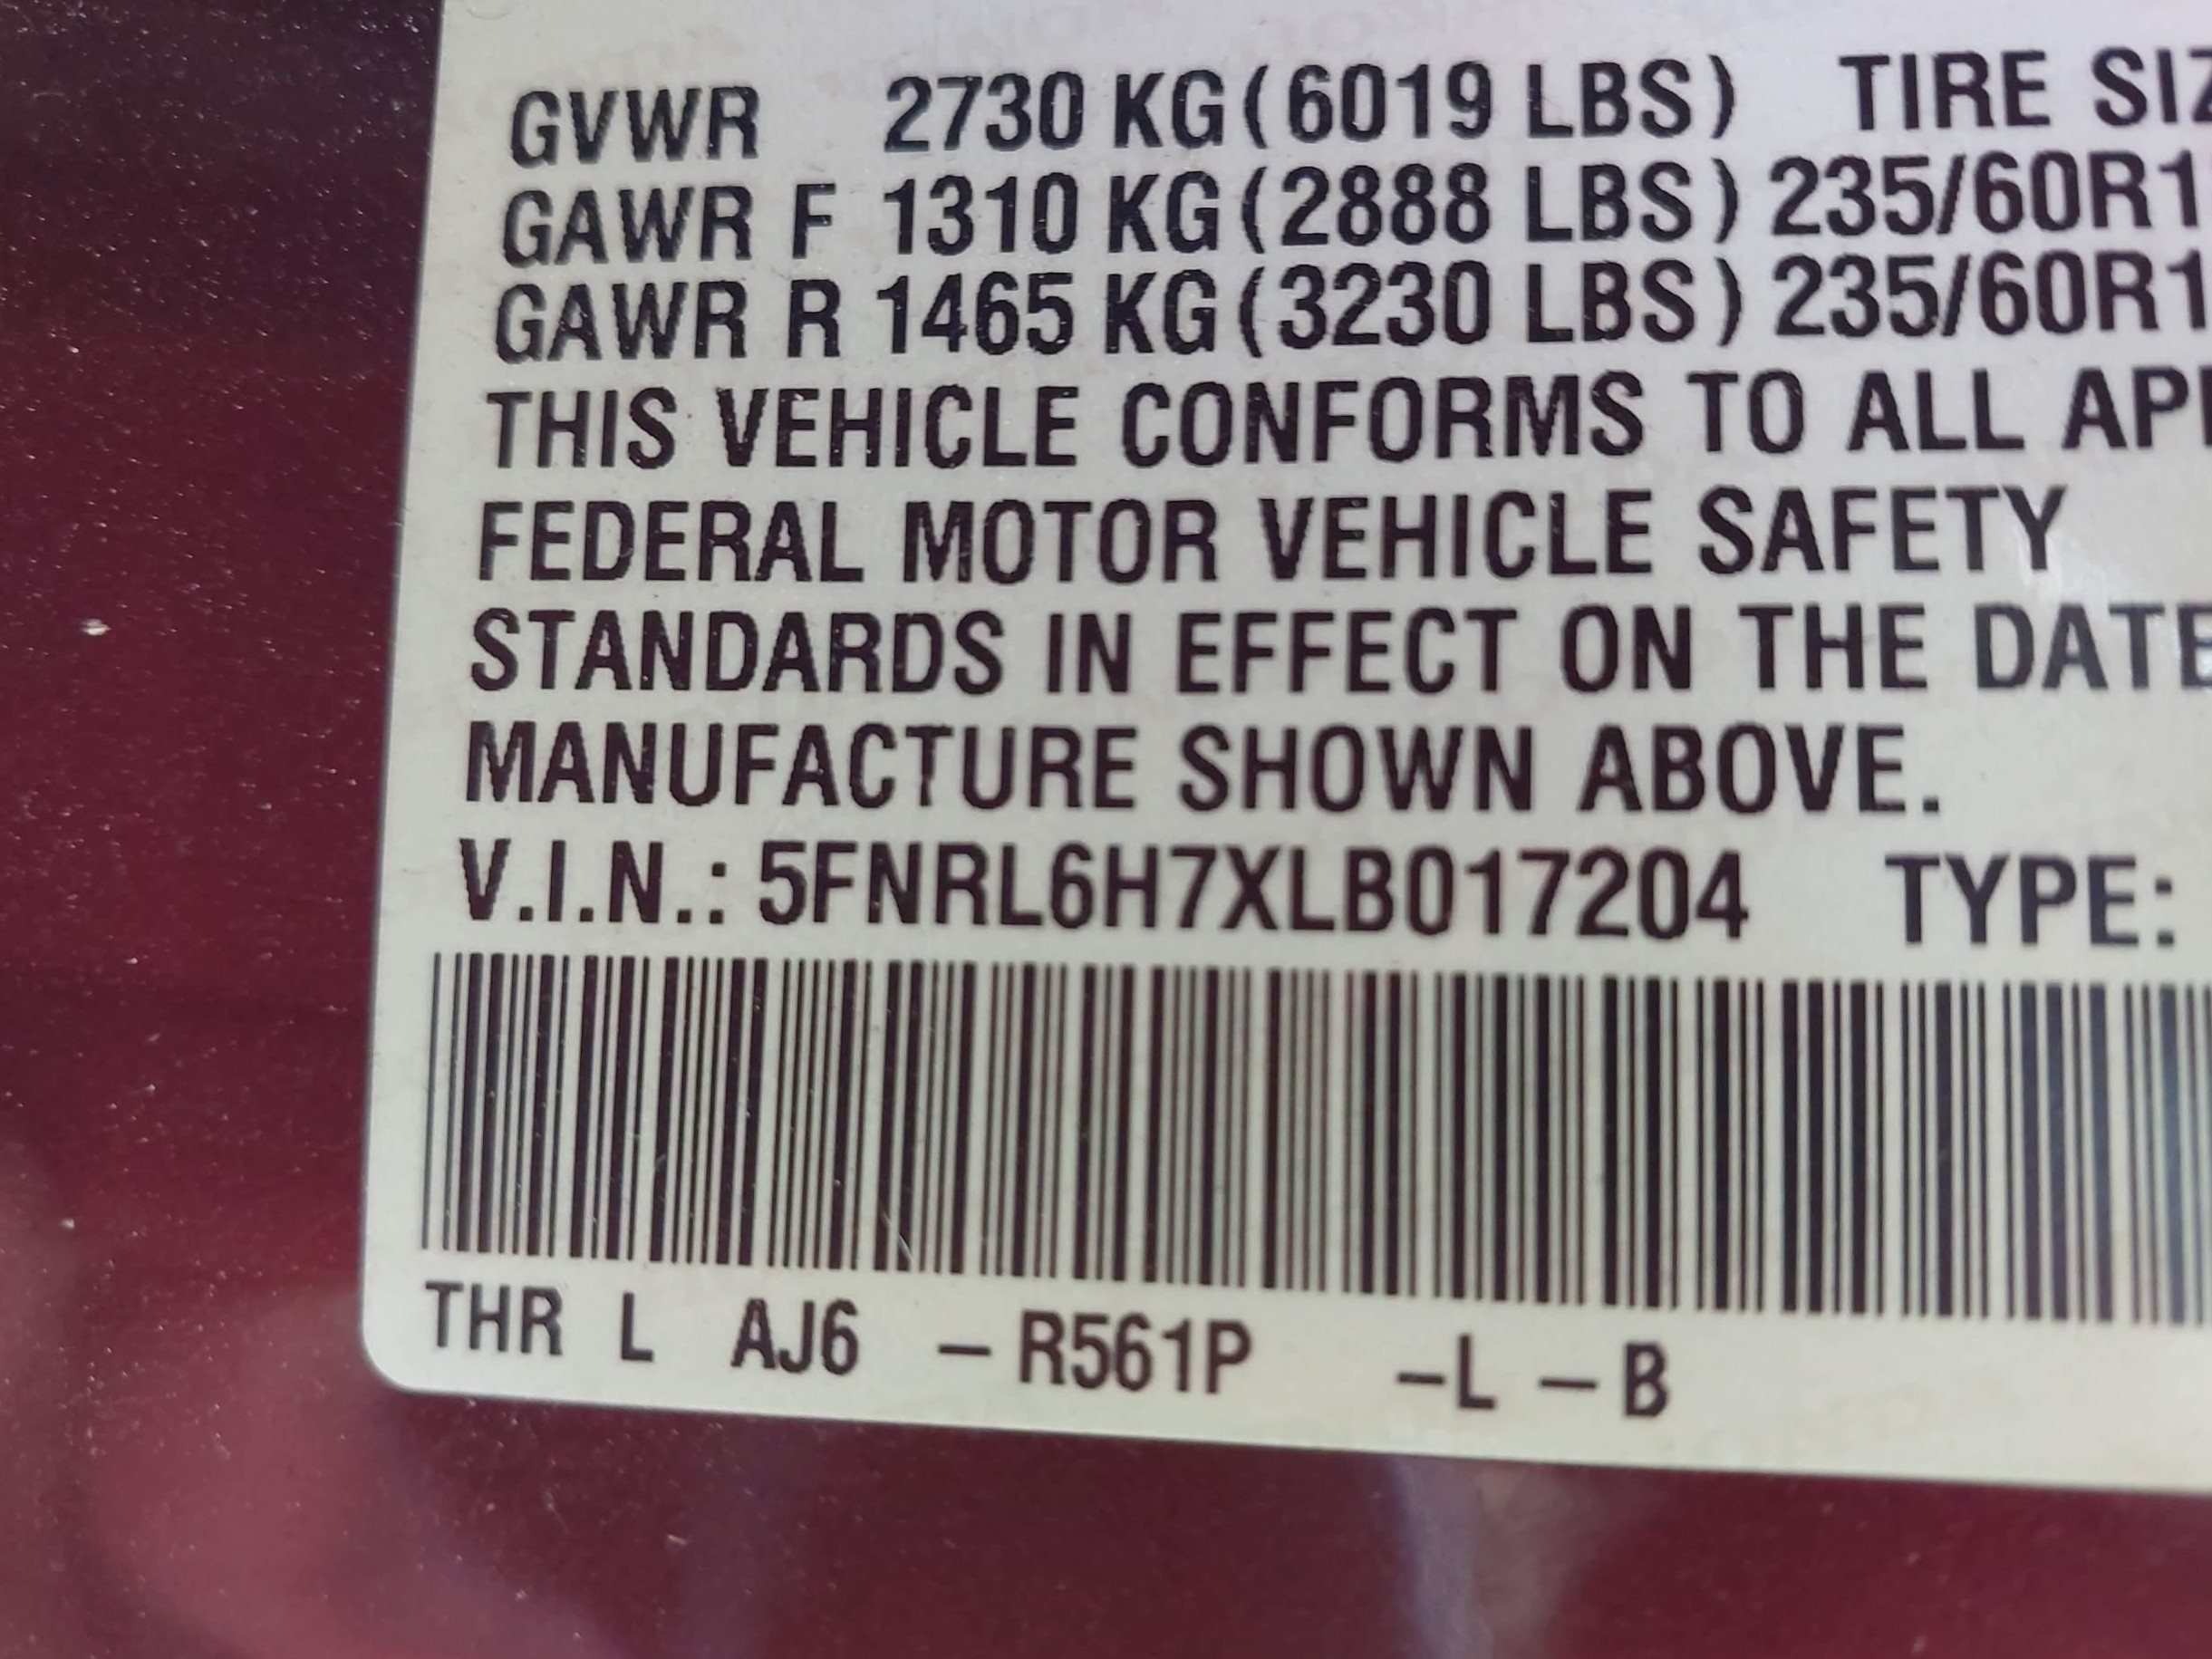 GVWR 2730 KG(6019 LBS) TIRE SIZ
GAWR F 1310 KG(2888 LBS) 235/60R1
GAWR R 1465 KG(3230 LBS) 235/60R1
THIS VEHICLE CONFORMS TO ALL APP
FEDERAL MOTOR VEHICLE SAFETY
STANDARDS IN EFFECT ON THE DATE
MANUFACTURE SHOWN ABOVE.
V.I.N.: 5FNRL6H7XLB017204 TYPE:
THR L AJ6 – R561P –L – B